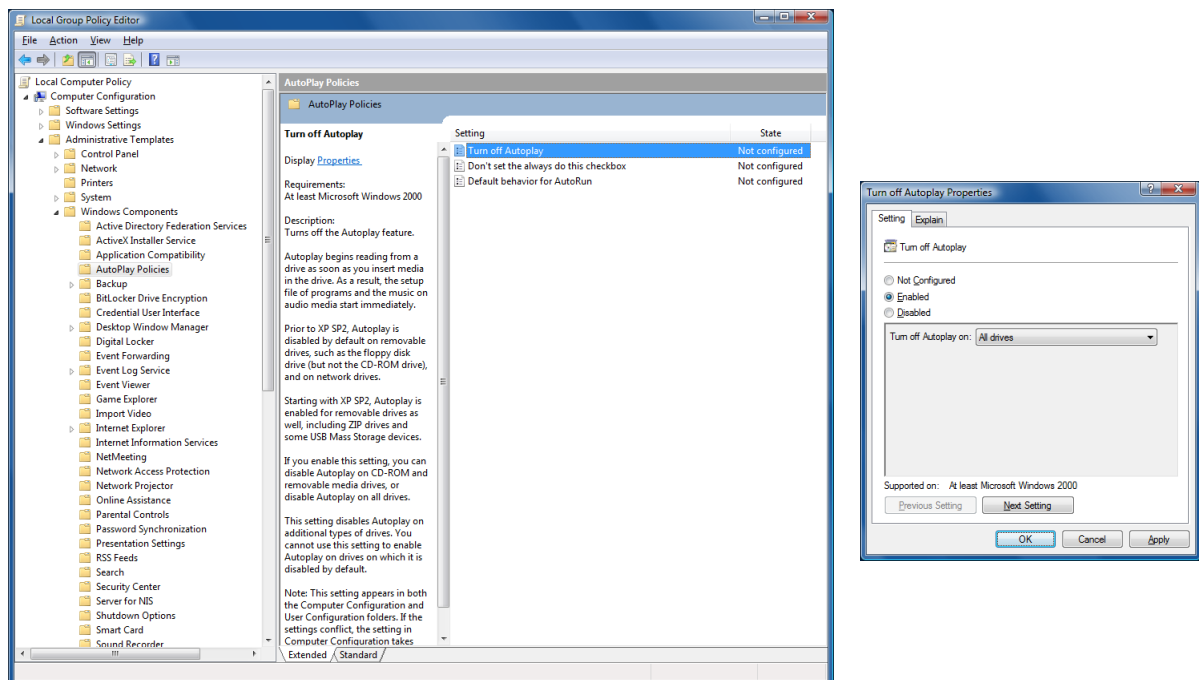 Local Group Policy Editor
File Action View Help
Local Computer Policy
Computer Configuration
Software Settings
Windows Settings
Administrative Templates
Control Panel
Network
Printers
System
Windows Components
Active Directory Federation Services
ActiveX Installer Service
Application Compatibility
AutoPlay Policies
Backup
BitLocker Drive Encryption
Credential User Interface
Desktop Window Manager
Digital Locker
Event Forwarding
Event Log Service
Event Viewer
Game Explorer
Import Video
Internet Explorer
Internet Information Services
NetMeeting
Network Access Protection
Network Projector
Online Assistance
Parental Controls
Password Synchronization
Presentation Settings
RSS Feeds
Search
Security Center
Server for NIS
Shutdown Options
Smart Card
Sound Recorder
AutoPlay Policies
AutoPlay Policies
Turn off Autoplay
Display Properties
Requirements:
At least Microsoft Windows 2000
Description:
Turns off the Autoplay feature.
Autoplay begins reading from a
drive as soon as you insert media
in the drive. As a result, the setup
file of programs and the music on
audio media start immediately.
Prior to XP SP2, Autoplay is
disabled by default on removable
drives, such as the floppy disk
drive (but not the CD-ROM drive),
and on network drives.
Starting with XP SP2, Autoplay is
enabled for removable drives as
well, including ZIP drives and
some USB Mass Storage devices.
If you enable this setting, you can
disable Autoplay on CD-ROM and
removable media drives, or
disable Autoplay on all drives.
This setting disables Autoplay on
additional types of drives. You
cannot use this setting to enable
Autoplay on drives on which it is
disabled by default.
Note: This setting appears in both
the Computer Configuration and
User Configuration folders. If the
settings conflict, the setting in
Computer Configuration takes
Setting State
Turn off Autoplay Not configured
Don't set the always do this checkbox Not configured
Default behavior for AutoRun Not configured
Extended Standard
Turn off Autoplay Properties
Setting Explain
Turn off Autoplay
Not Configured
Enabled
Disabled
Turn off Autoplay on: All drives
Supported on: At least Microsoft Windows 2000
Previous Setting Next Setting
OK Cancel Apply